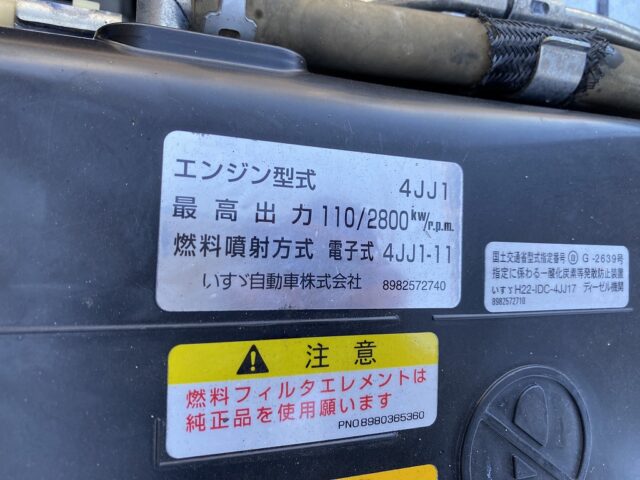 エンジン型式 4JJ1
最高出力 110/2800 kw/r.p.m.
燃料噴射方式 電子式 4JJ1-11
いすゞ自動車株式会社 8982572740
国土交通省型式指定番号 G -2639号
指定に係わる一酸化炭素等発散防止装置
いすゞH22-IDC-4JJ17 ディーゼル機関
8982572710
注意
燃料フィルタエレメントは
純正品を使用願います
PNO8980365360